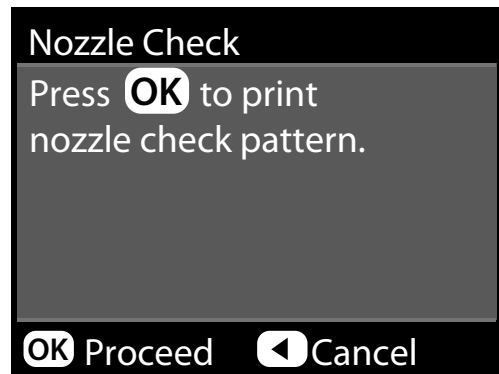 Nozzle Check
Press OK to print
nozzle check pattern.
OK Proceed Cancel